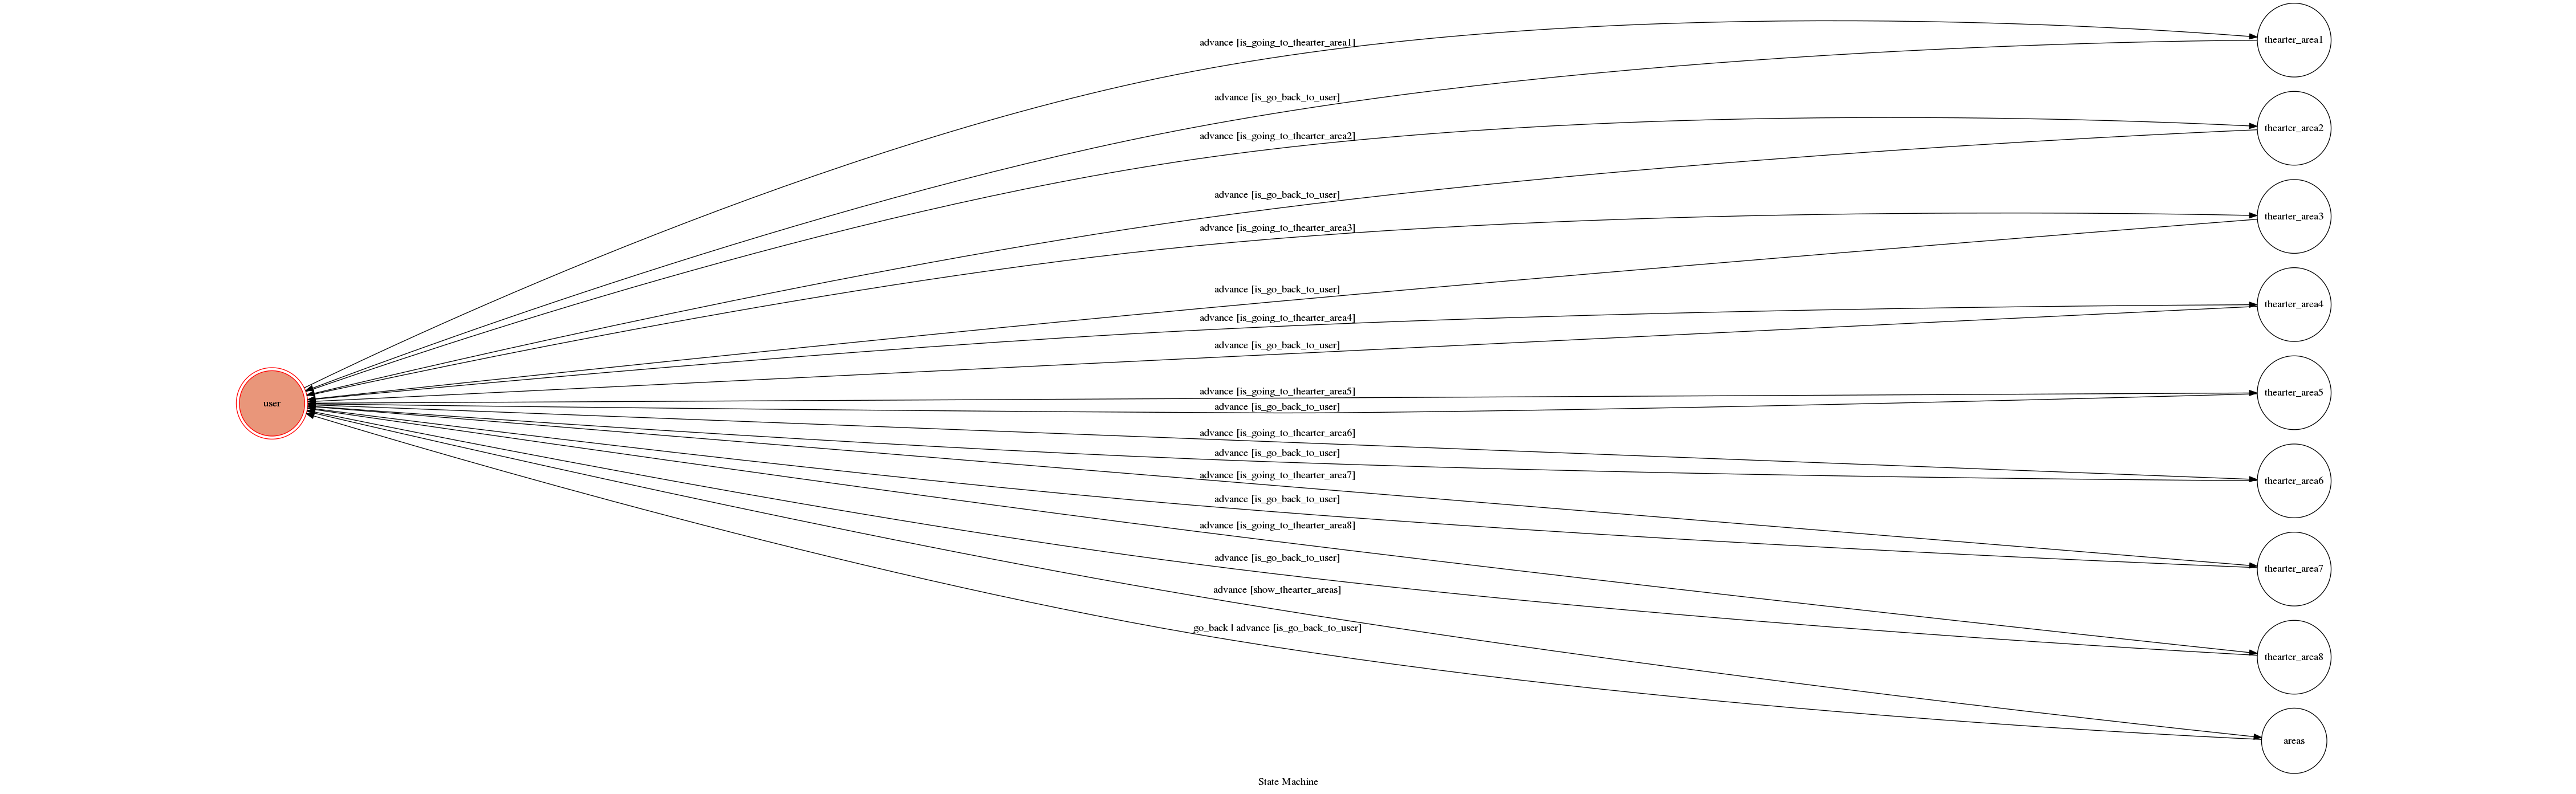 advance [is_going_to_thearter_area1]
thearter_area1
advance [is_go_back_to_user]
advance [is_going_to_thearter_area2]
thearter_area2
advance [is_go_back_to_user]
advance [is_going_to_thearter_area3]
thearter_area3
advance [is_go_back_to_user]
advance [is_going_to_thearter_area4]
thearter_area4
advance [is_go_back_to_user]
advance [is_going_to_thearter_area5]
thearter_area5
user
advance [is_go_back_to_user]
advance [is_going_to_thearter_area6]
advance [is_go_back_to_user]
thearter_area6
advance [is_going_to_thearter_area7]
advance [is_go_back_to_user]
advance [is_going_to_thearter_area8]
advance [is_go_back_to_user]
thearter_area7
advance [show_thearter_areas]
go_back | advance [is_go_back_to_user]
thearter_area8
areas
State Machine